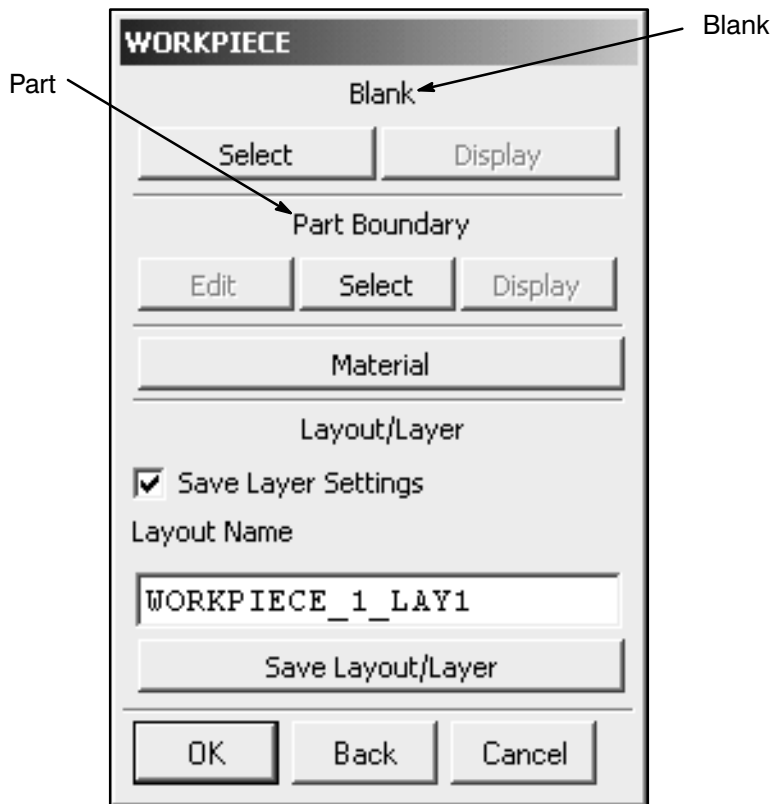 WORKPIECE
Blank
Part
Blank
Select Display
Part Boundary
Edit Select Display
Material
Layout/Layer
Save Layer Settings
Layout Name
WORKPIECE_1_LAY1
Save Layout/Layer
OK Back Cancel